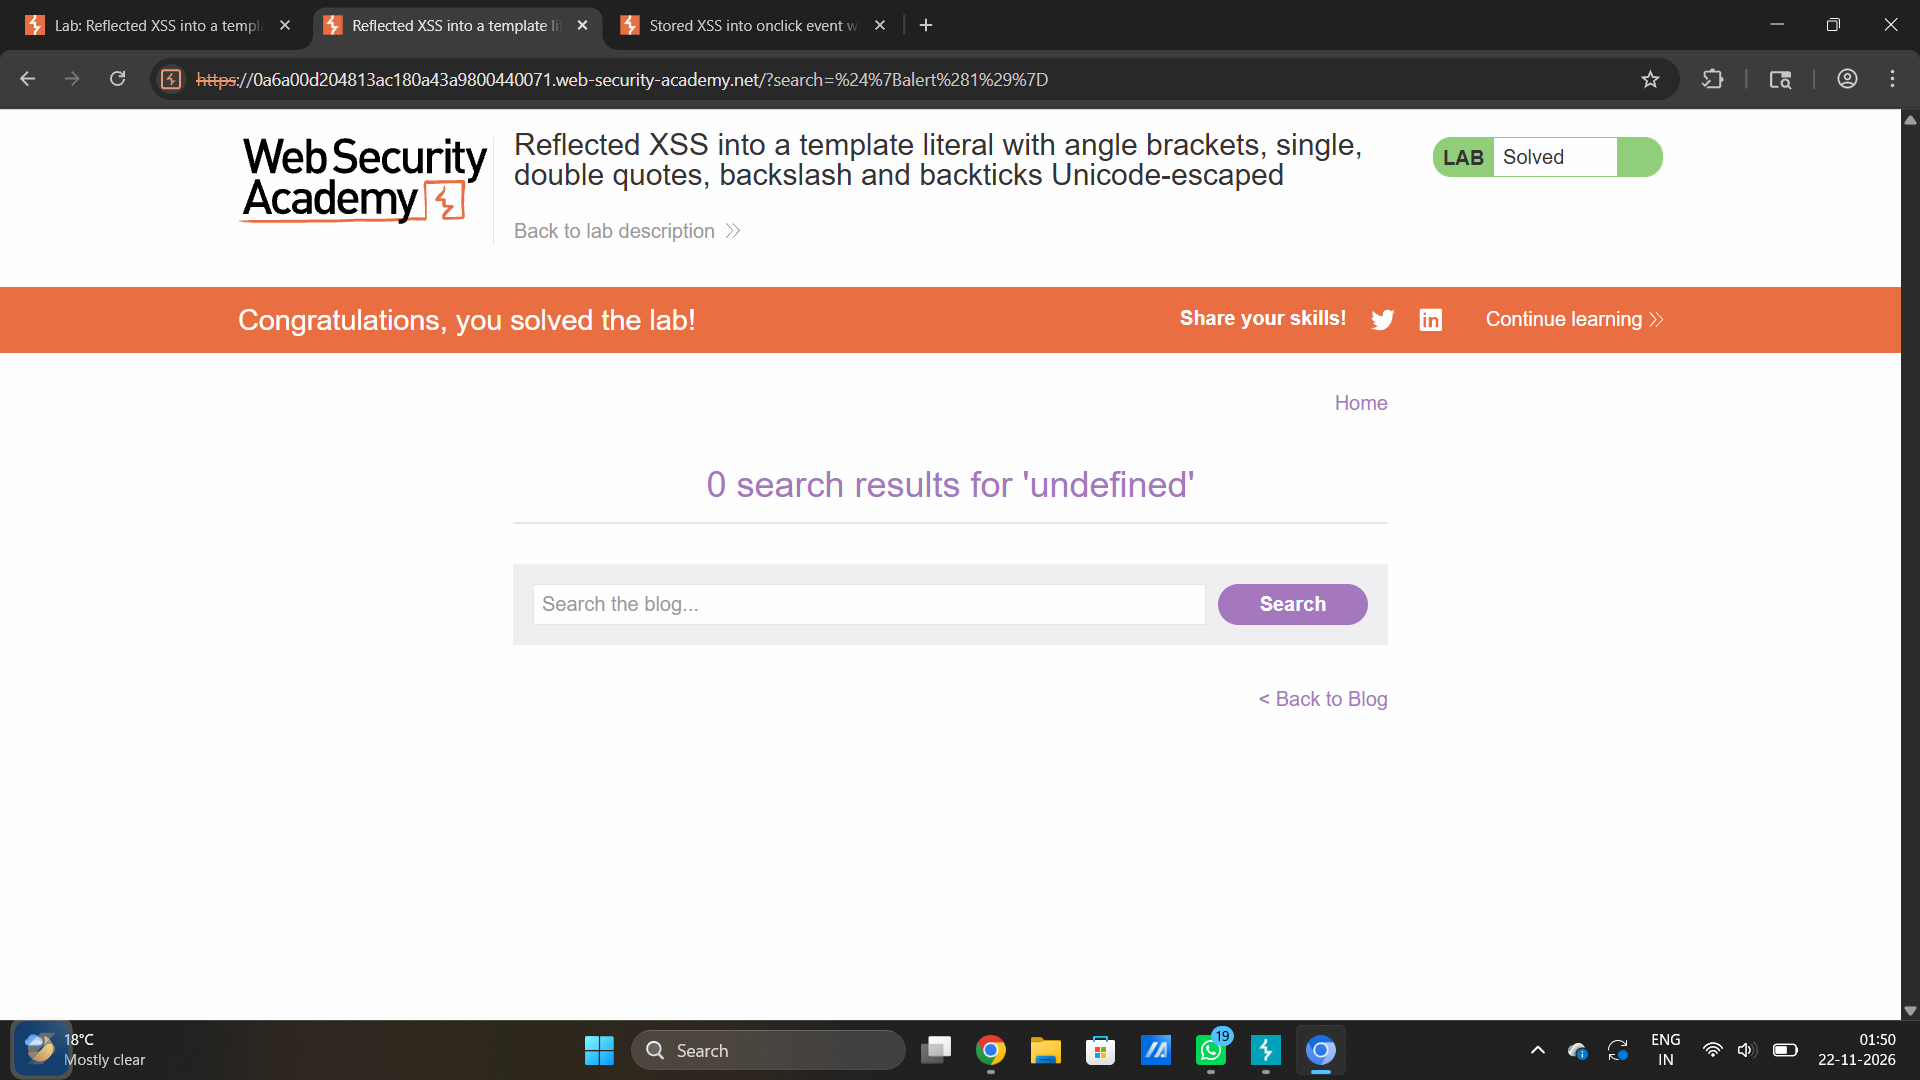 Lab: Reflected XSS into a templ
Reflected XSS into a template li
Stored XSS into onclick event w
https://0a6a00d204813ac180a43a9800440071.web-security-academy.net/?search=%24%7Balert%281%29%7D
Web Security
Academy
Reflected XSS into a template literal with angle brackets, single,
double quotes, backslash and backticks Unicode-escaped
LAB Solved
Back to lab description
Congratulations, you solved the lab!
Share your skills!
Continue learning
Home
0 search results for 'undefined'
Search the blog...
Search
< Back to Blog
18°C
Mostly clear
Search
19
ENG
IN
01:50
22-11-2026